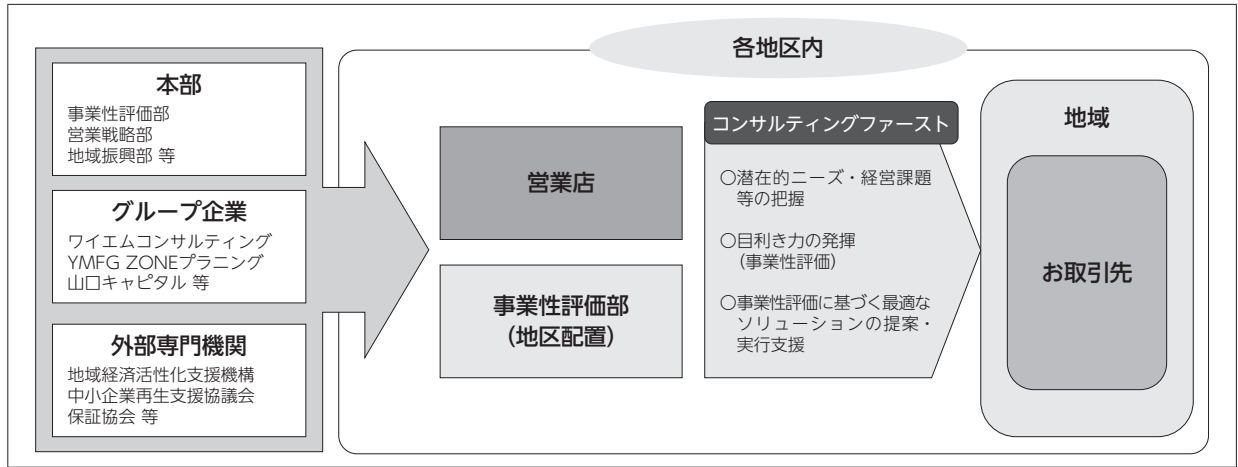 本部
事業性評価部
営業戦略部
地域振興部 等
グループ企業
ワイエムコンサルティング
YMFG ZONEプラニング
山口キャピタル 等
外部専門機関
地域経済活性化支援機構
中小企業再生支援協議会
保証協会 等
各地区内
営業店
事業性評価部
（地区配置）
コンサルティングファースト
○潜在的ニーズ・経営課題
等の把握
○目利き力の発揮
（事業性評価）
○事業性評価に基づく最適な
ソリューションの提案・
実行支援
地域
お取引先